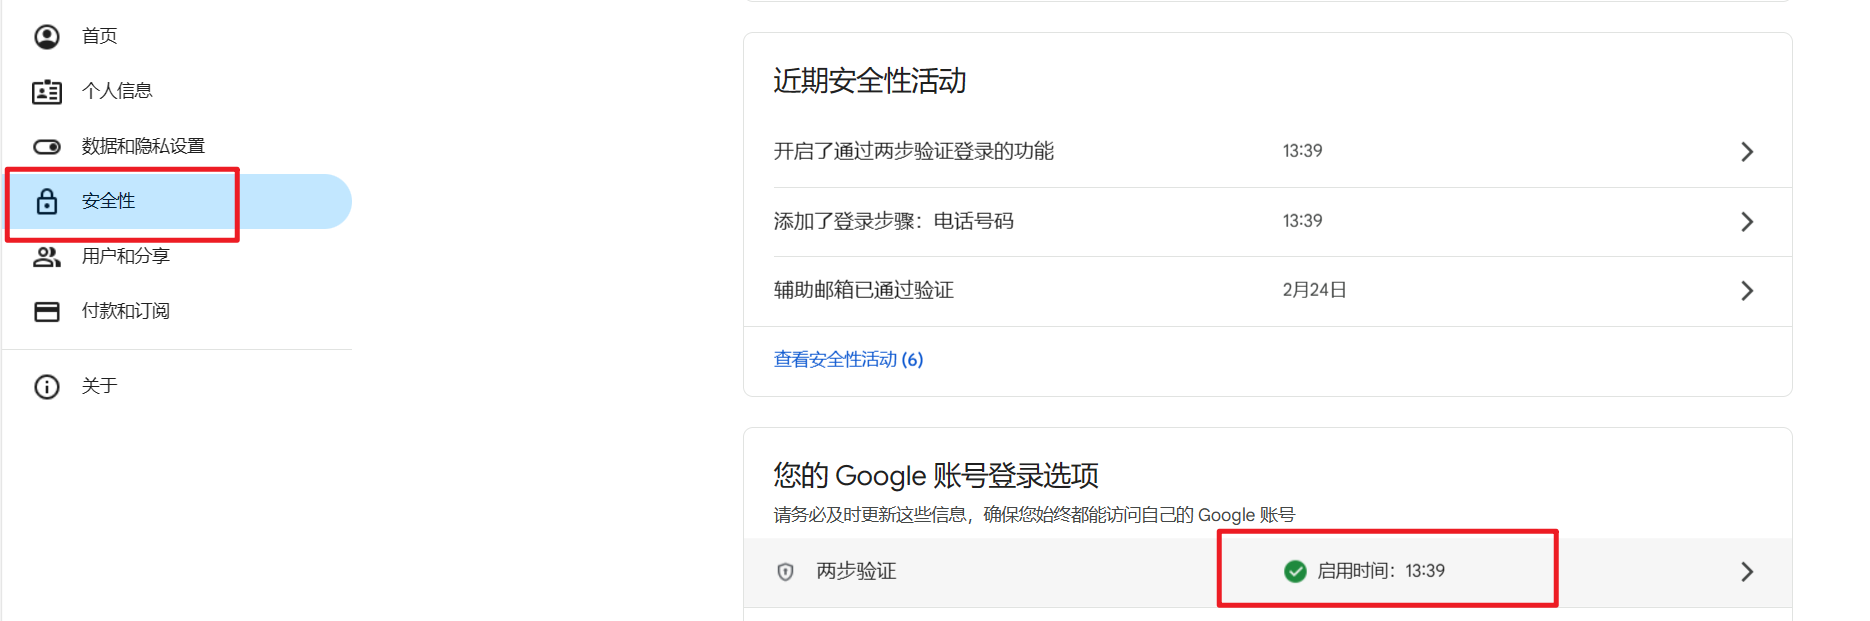 首页
个人信息
数据和隐私设置
安全性
用户和分享
付款和订阅
关于
近期安全性活动
开启了通过两步验证登录的功能 13:39
添加了登录步骤：电话号码 13:39
辅助邮箱已通过验证 2月24日
查看安全性活动 (6)
您的 Google 账号登录选项
请务必及时更新这些信息，确保您始终都能访问自己的 Google 账号
两步验证 启用时间：13:39